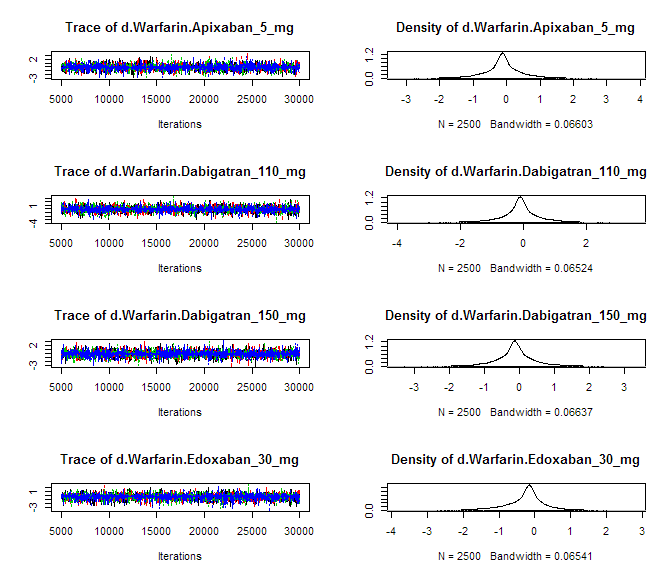 Trace of d.Warfarin.Apixaban_5_mg
-3 2
5000 10000 15000 20000 25000 30000
Iterations
Density of d.Warfarin.Apixaban_5_mg
0.0 1.2
-3 -2 -1 0 1 2 3 4
N = 2500 Bandwidth = 0.06603
Trace of d.Warfarin.Dabigatran_110_mg
-4 1
5000 10000 15000 20000 25000 30000
Iterations
Density of d.Warfarin.Dabigatran_110_mg
0.0 1.2
-4 -2 0 2
N = 2500 Bandwidth = 0.06524
Trace of d.Warfarin.Dabigatran_150_mg
-3 2
5000 10000 15000 20000 25000 30000
Iterations
Density of d.Warfarin.Dabigatran_150_mg
0.0 1.2
-3 -2 -1 0 1 2 3
N = 2500 Bandwidth = 0.06637
Trace of d.Warfarin.Edoxaban_30_mg
-3 1
5000 10000 15000 20000 25000 30000
Iterations
Density of d.Warfarin.Edoxaban_30_mg
0.0
-4 -3 -2 -1 0 1 2 3
N = 2500 Bandwidth = 0.06541